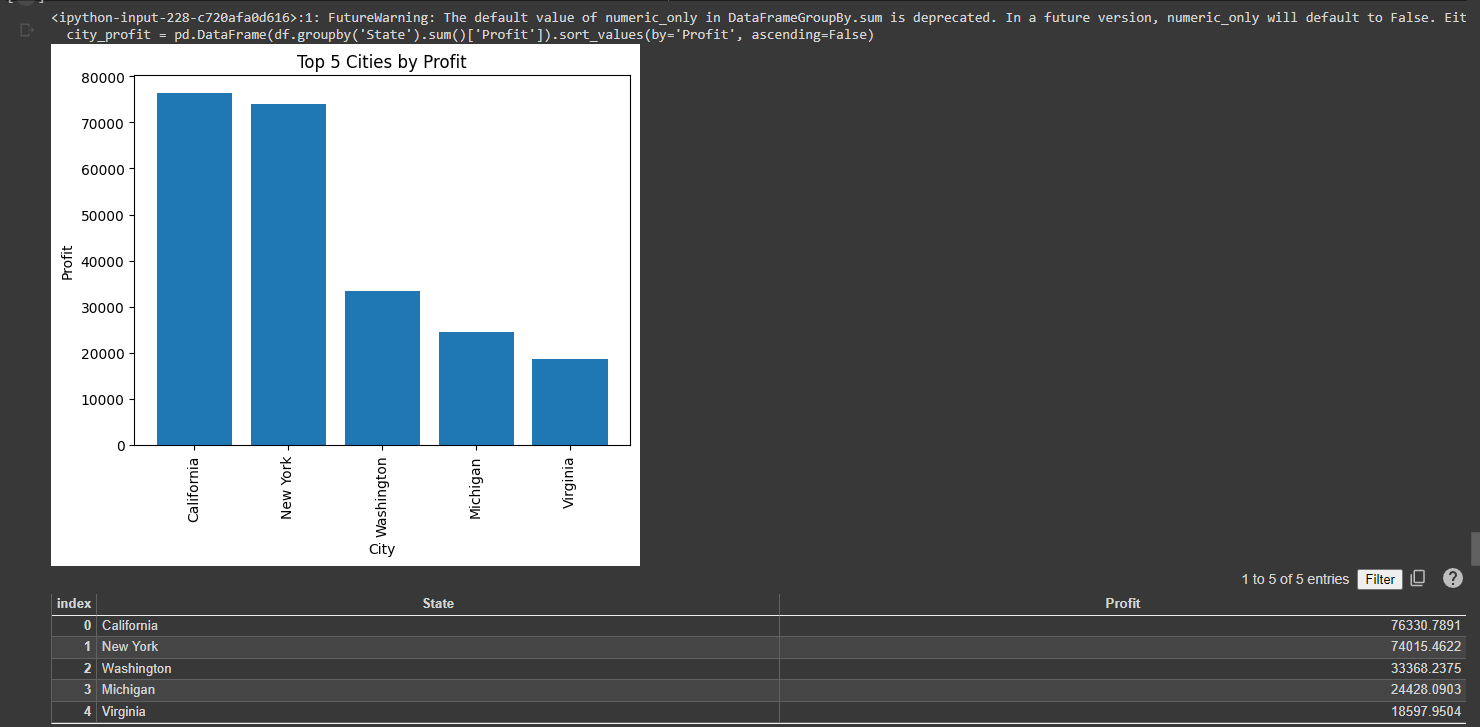 <ipython-input-228-c720afa0d616>:1: FutureWarning: The default value of numeric_only in DataFrameGroupBy.sum is deprecated. In a future version, numeric_only will default to False. Eit
city_profit = pd.DataFrame(df.groupby('State').sum()['Profit']).sort_values(by='Profit', ascending=False)
Top 5 Cities by Profit
80000
70000
60000
50000
40000
30000
20000
10000
0
Profit
California
New York
Washington
Michigan
Virginia
City
1 to 5 of 5 entries Filter ?
index State Profit
0 California 76330.7891
1 New York 74015.4622
2 Washington 33368.2375
3 Michigan 24428.0903
4 Virginia 18597.9504